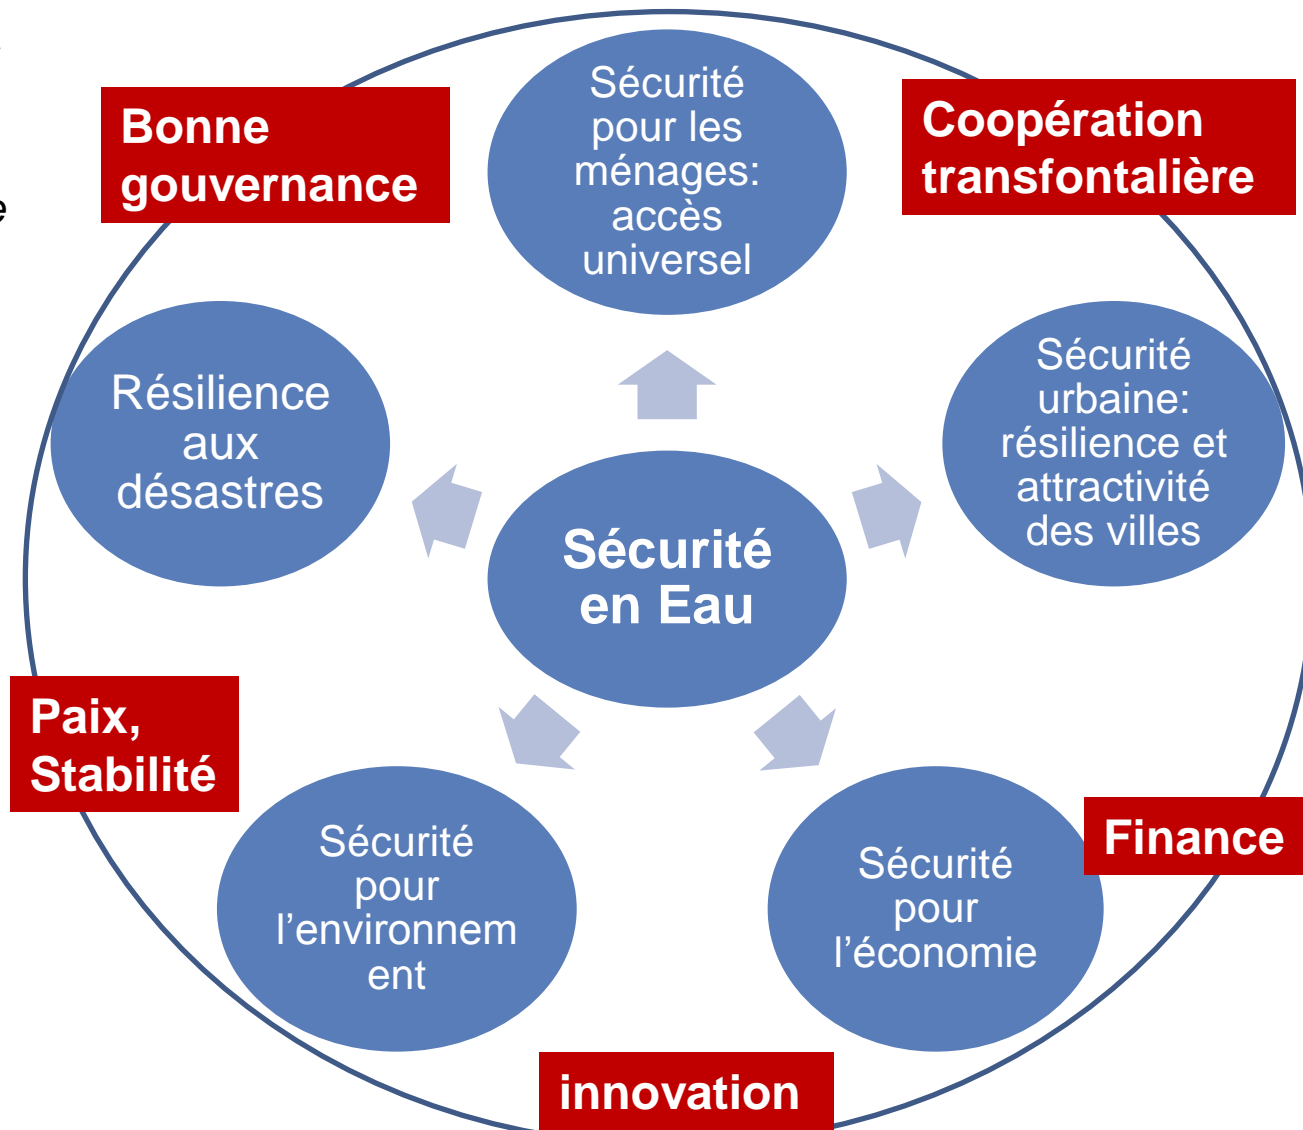 Bonne
gouvernance
Sécurité
pour les
ménages:
accès
universel
Coopération
transfontalière
e
Résilience
aux
désastres
Sécurité
urbaine:
résilience et
attractivité
des villes
Sécurité
en Eau
Paix,
Stabilité
Sécurité
pour
l’environnem
ent
Sécurité
pour
l’économie
Finance
innovation